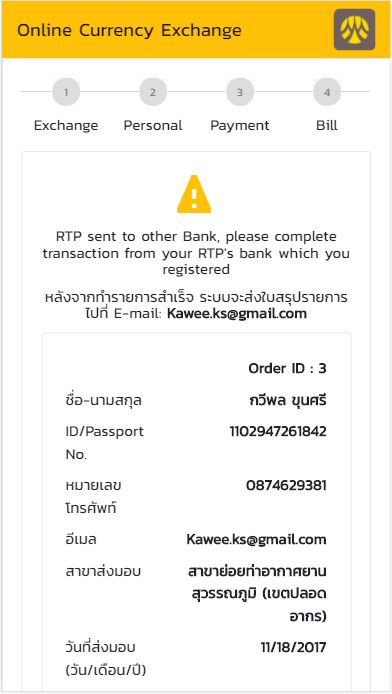 Online Currency Exchange
1 2 3 4
Exchange Personal Payment Bill
RTP sent to other Bank, please complete
transaction from your RTP's bank which you
registered
หลังจากทำรายการสำเร็จ ระบบจะส่งใบสรุปรายการ
ไปที่ E-mail: Kawee.ks@gmail.com
Order ID : 3
ชื่อ-นามสกุล กวีพล ขุนศรี
ID/Passport 1102947261842
No.
หมายเลข 0874629381
โทรศัพท์
อีเมล Kawee.ks@gmail.com
สาขาส่งมอบ สาขาย่อยท่าอากาศยาน
สุวรรณภูมิ (เขตปลอด
อากร)
วันที่ส่งมอบ 11/18/2017
(วัน/เดือน/ปี)